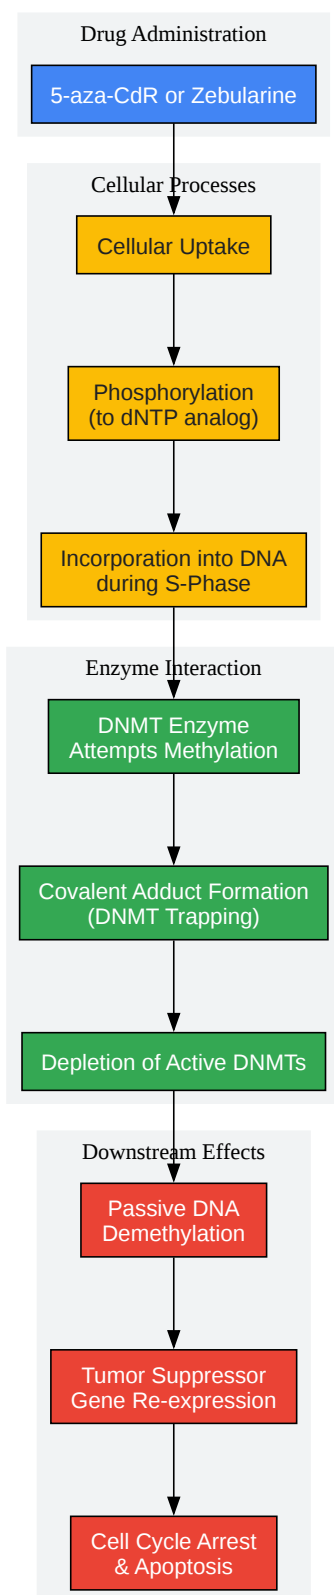 Drug Administration
5-aza-CdR or Zebularine
Cellular Processes
Cellular Uptake
Phosphorylation
(to dNTP analog)
Incorporation into DNA
during S-Phase
Enzyme Interaction
DNMT Enzyme
Attempts Methylation
Covalent Adduct Formation
(DNMT Trapping)
Depletion of Active DNMTs
Downstream Effects
Passive DNA
Demethylation
Tumor Suppressor
Gene Re-expression
Cell Cycle Arrest
& Apoptosis